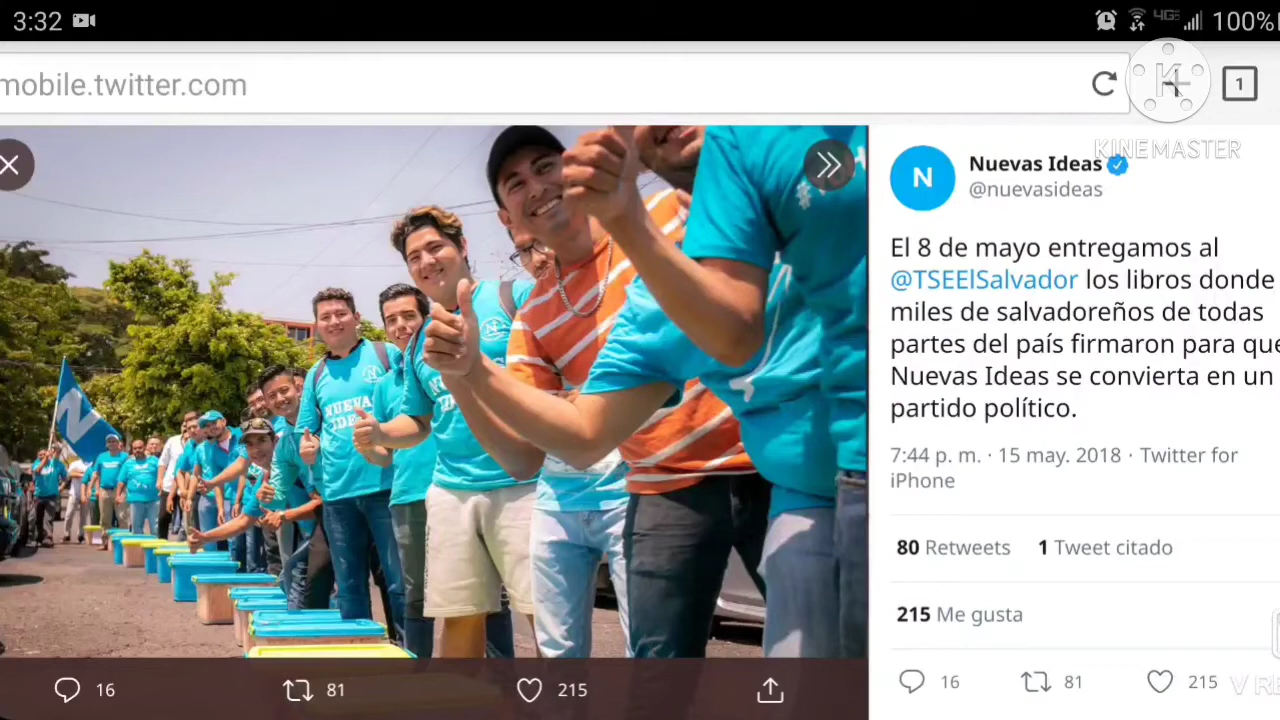 3:32
4G
100%
mobile.twitter.com
1
KINEMASTER
N
Nuevas Ideas
@nuevasideas
El 8 de mayo entregamos al
@TSEElSalvador los libros donde
miles de salvadoreños de todas
partes del país firmaron para que
Nuevas Ideas se convierta en un
partido político.
7:44 p. m. · 15 may. 2018 · Twitter for
iPhone
80 Retweets 1 Tweet citado
215 Me gusta
16 81 215
16 81 215
NUEVAS
N